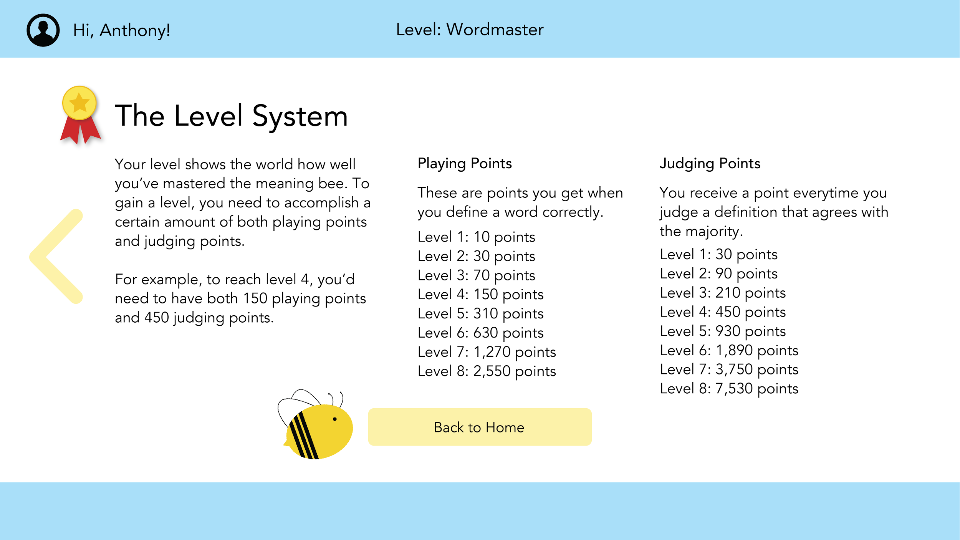 Hi, Anthony!
Level: Wordmaster
The Level System
Your level shows the world how well
you've mastered the meaning bee. To
gain a level, you need to accomplish a
certain amount of both playing points
and judging points.
For example, to reach level 4, you'd
need to have both 150 playing points
and 450 judging points.
Playing Points
These are points you get when
you define a word correctly.
Level 1: 10 points
Level 2: 30 points
Level 3: 70 points
Level 4: 150 points
Level 5: 310 points
Level 6: 630 points
Level 7: 1,270 points
Level 8: 2,550 points
Judging Points
You receive a point everytime you
judge a definition that agrees with
the majority.
Level 1: 30 points
Level 2: 90 points
Level 3: 210 points
Level 4: 450 points
Level 5: 930 points
Level 6: 1,890 points
Level 7: 3,750 points
Level 8: 7,530 points
Back to Home